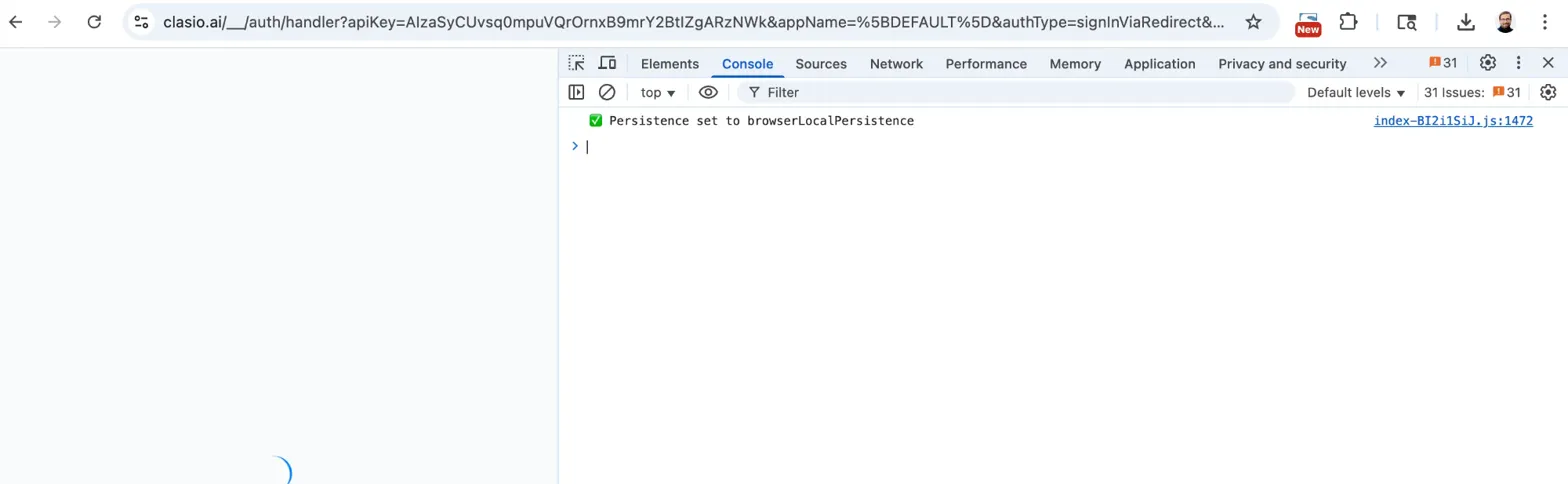 clasio.ai/__/auth/handler?apiKey=AIzaSyCUvsq0mpuVQrOrnxB9mrY2BtIZgARzNWk&appName=%5BDEFAULT%5D&authType=signInViaRedirect&...
New
Elements Console Sources Network Performance Memory Application Privacy and security 31
top Filter Default levels 31 Issues: 31
✅ Persistence set to browserLocalPersistence index-BI2i1SiJ.js:1472